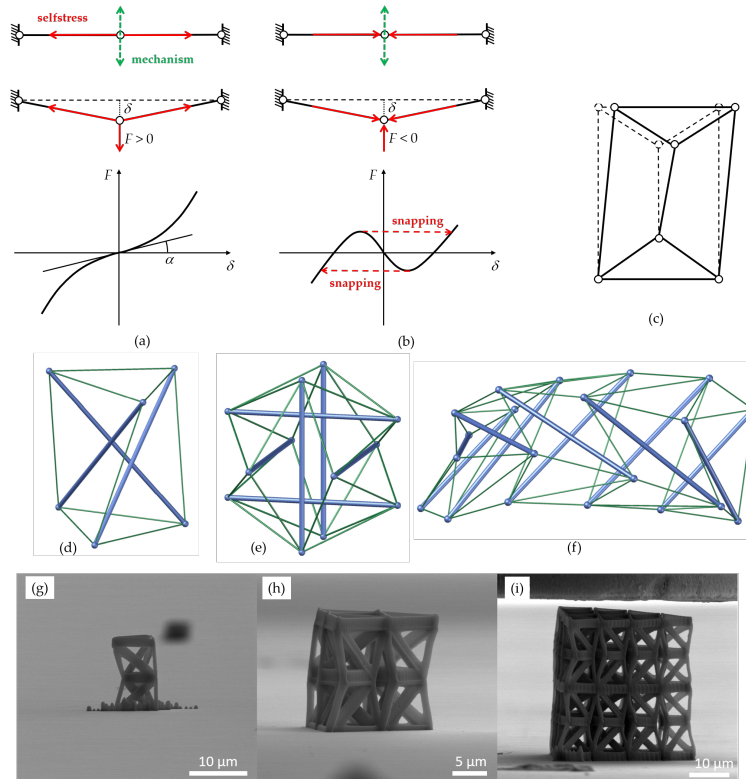 selfstress
mechanism
δ
δ
F > 0
F < 0
F
F
snapping
snapping
α
δ
δ
(a)
(b)
(c)
(d)
(e)
(f)
(g)
(h)
(i)
10 μm
5 μm
10 μm